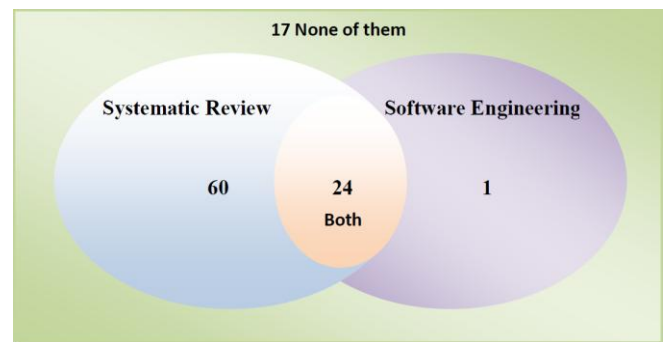 17 None of them
Systematic Review
Software Engineering
60
24
1
Both